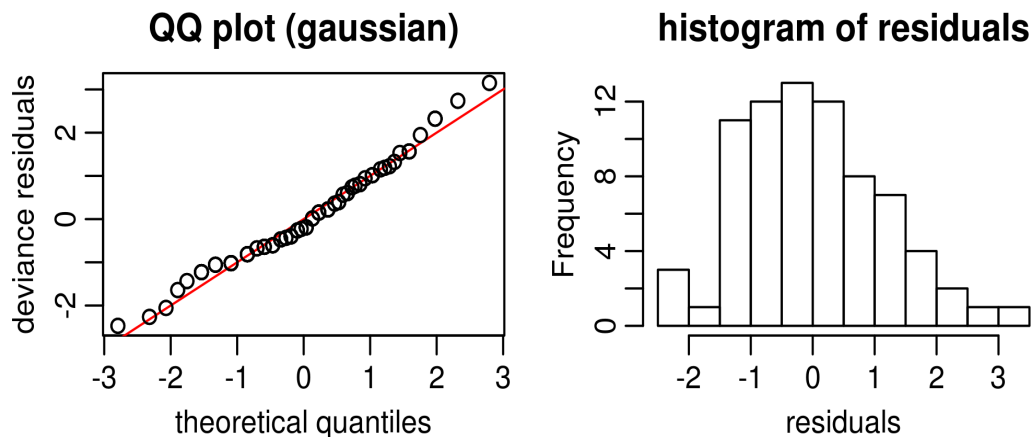 QQ plot (gaussian)
deviance residuals
2
0
-2
-3 -2 -1 0 1 2 3
theoretical quantiles
histogram of residuals
Frequency
12
8
4
0
-2 -1 0 1 2 3
residuals